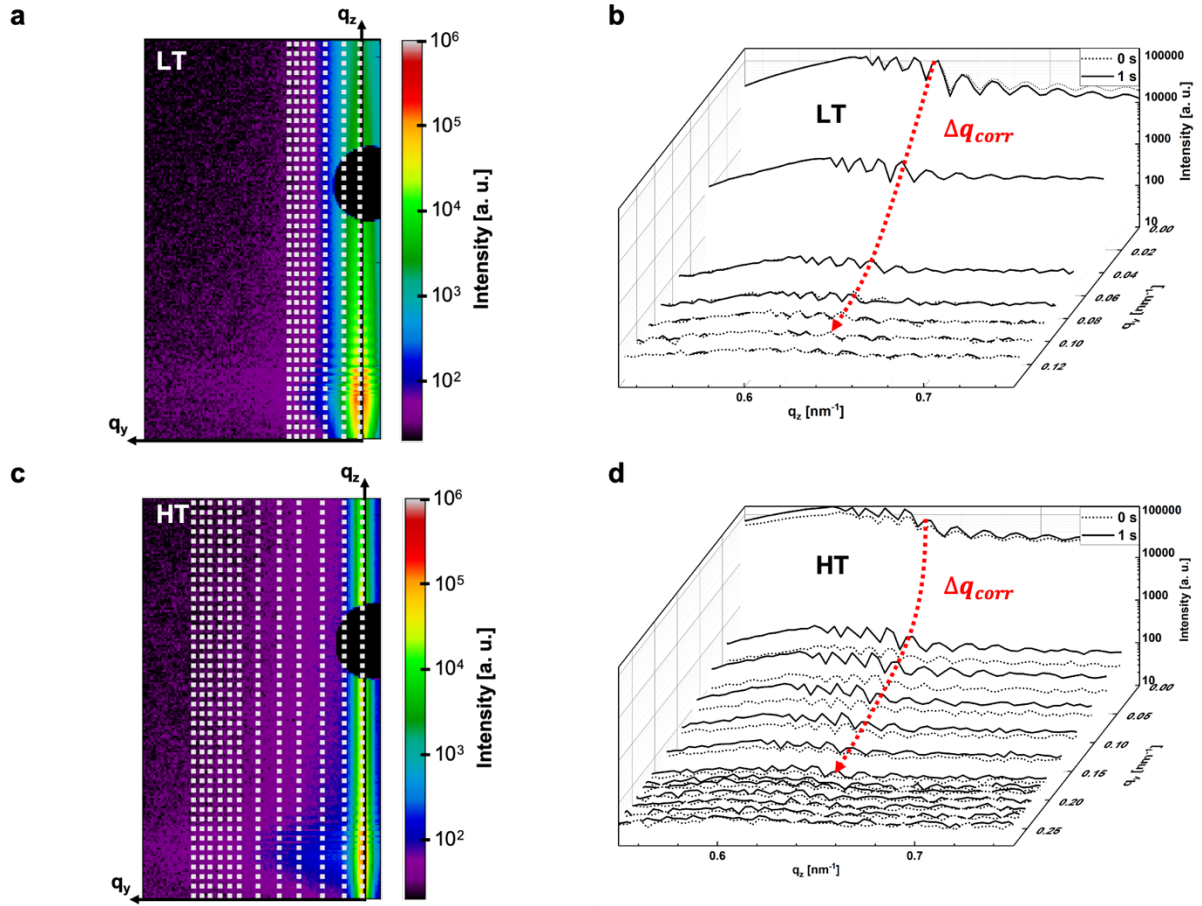 a
q_z
LT
q_y
10^6
10^5
10^4
10^3
10^2
Intensity [a. u.]
b
0 s
1 s
LT
Δq_corr
100000
10000
1000
100
10
Intensity [a. u.]
0.00
0.02
0.04
0.06
0.08
0.10
0.12
q_y [nm^-1]
0.6
0.7
q_z [nm^-1]
c
q_z
HT
q_y
10^6
10^5
10^4
10^3
10^2
Intensity [a. u.]
d
0 s
1 s
HT
Δq_corr
100000
10000
1000
100
10
Intensity [a. u.]
0.00
0.05
0.10
0.15
0.20
0.25
q_y [nm^-1]
0.6
0.7
q_z [nm^-1]